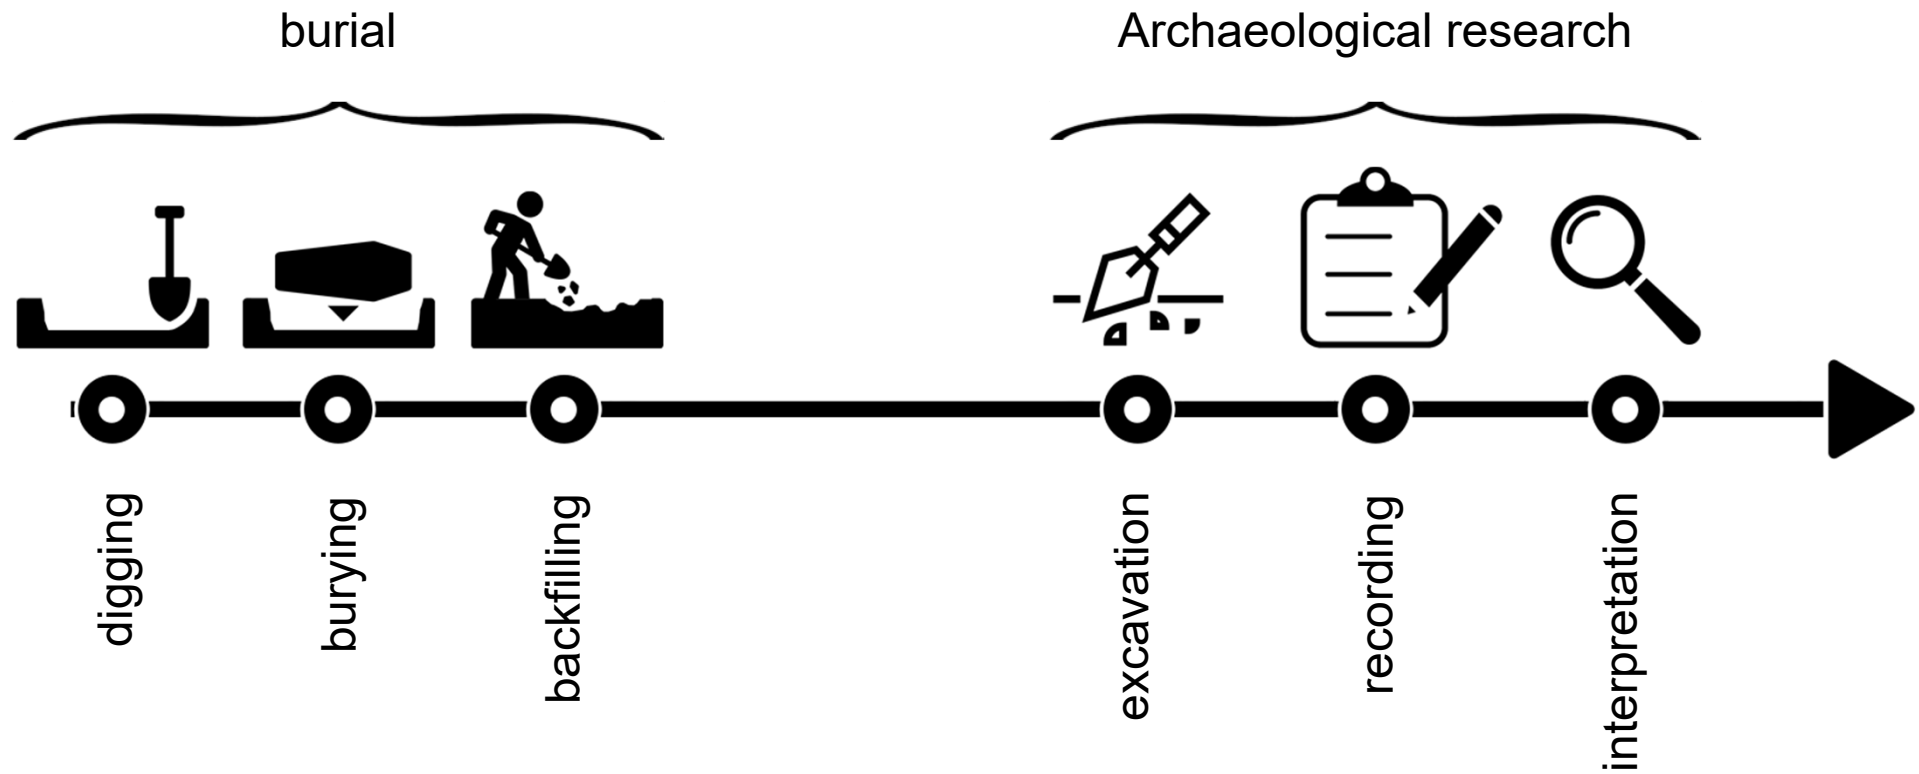 burial
Archaeological research
digging
burying
backfilling
excavation
recording
interpretation